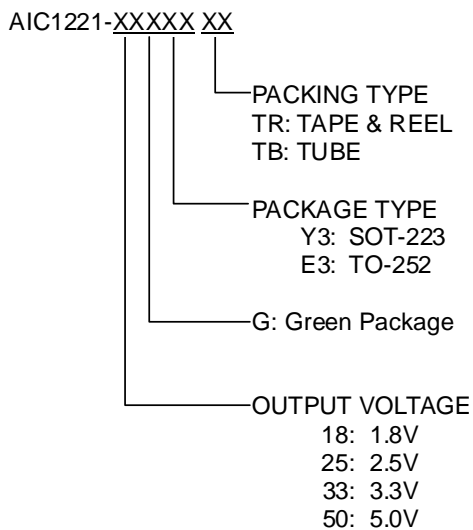 AIC1221-XXXXX XX
PACKING TYPE
TR: TAPE & REEL
TB: TUBE
PACKAGE TYPE
Y3: SOT-223
E3: TO-252
G: Green Package
OUTPUT VOLTAGE
18: 1.8V
25: 2.5V
33: 3.3V
50: 5.0V